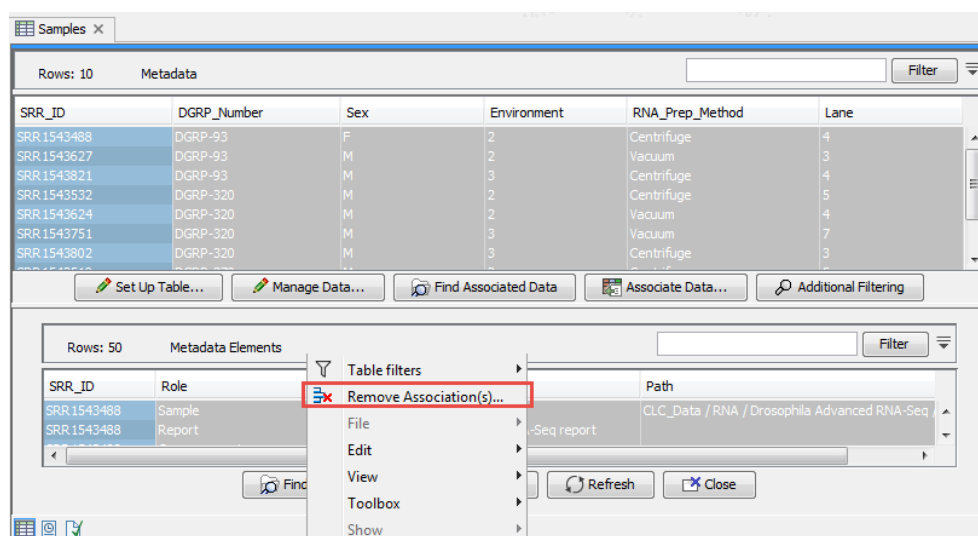 Samples
Rows: 10 Metadata Filter
SRR_ID DGRP_Number Sex Environment RNA_Prep_Method Lane
SRR1543488 DGRP-93 F 2 Centrifuge 4
SRR1543627 DGRP-93 M 2 Vacuum 3
SRR1543821 DGRP-93 M 3 Centrifuge 4
SRR1543532 DGRP-320 M 2 Centrifuge 5
SRR1543624 DGRP-320 M 2 Vacuum 4
SRR1543751 DGRP-320 M 3 Vacuum 7
SRR1543802 DGRP-320 M 3 Centrifuge 3
Set Up Table... Manage Data... Find Associated Data Associate Data... Additional Filtering
Rows: 50 Metadata Elements Filter
SRR_ID Role Path
SRR1543488 Sample CLC_Data / RNA / Drosophila Advanced RNA-Seq /
SRR1543488 Report -Seq report
Table filters
Remove Association(s)...
File
Edit
View
Toolbox
Show
Find Refresh Close